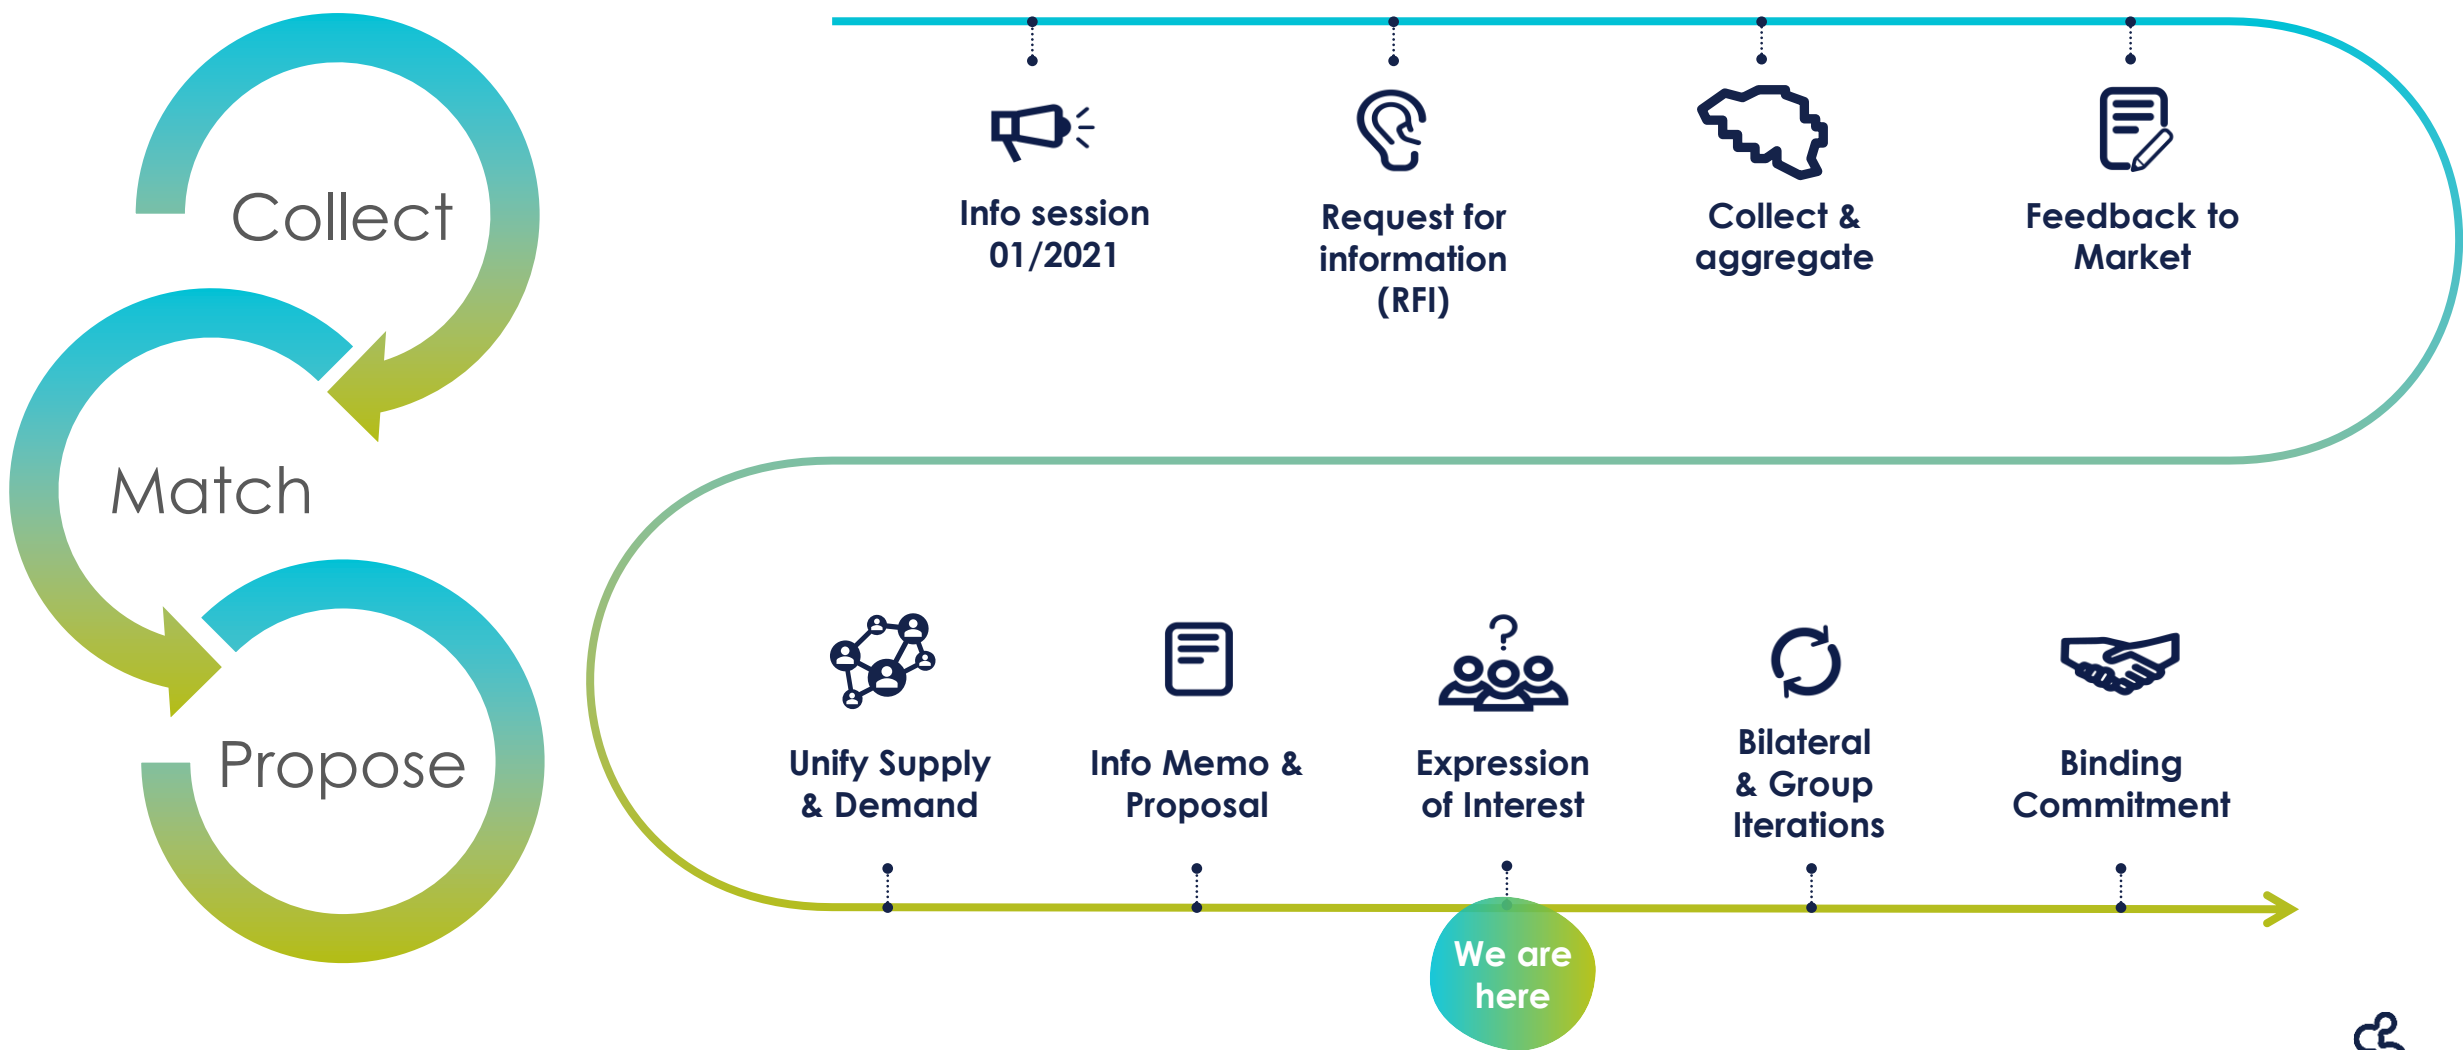 Collect
Match
Propose
Info session
01/2021
Request for
information
(RFI)
Collect &
aggregate
Feedback to
Market
Unify Supply
& Demand
Info Memo &
Proposal
?
Expression
of Interest
Bilateral
& Group
Iterations
Binding
Commitment
We are
here